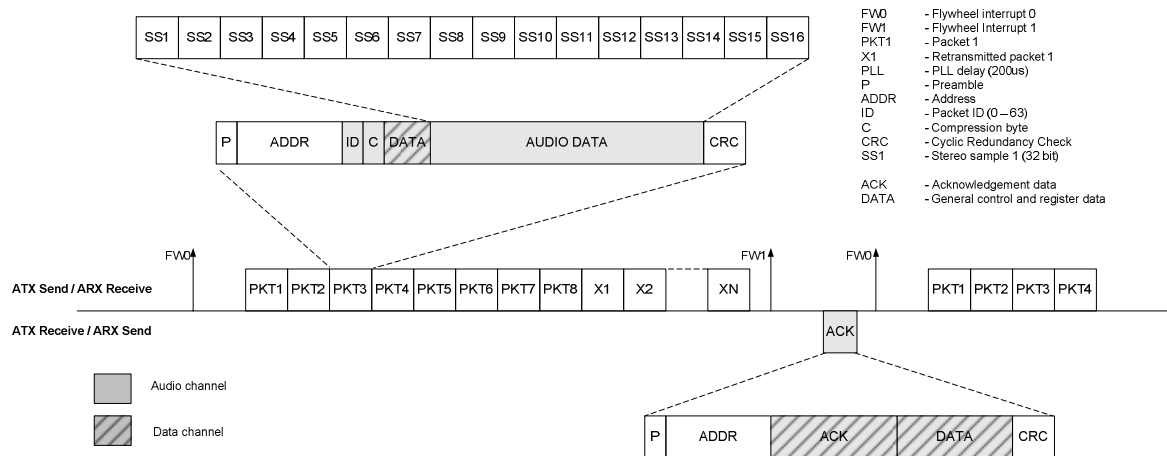 SS1 SS2 SS3 SS4 SS5 SS6 SS7 SS8 SS9 SS10 SS11 SS12 SS13 SS14 SS15 SS16
FW0 - Flywheel interrupt 0
FW1 - Flywheel Interrupt 1
PKT1 - Packet 1
X1 - Retransmitted packet 1
PLL - PLL delay (200us)
P - Preamble
ADDR - Address
ID - Packet ID (0–63)
C - Compression byte
CRC - Cyclic Redundancy Check
SS1 - Stereo sample 1 (32 bit)
ACK - Acknowledgement data
DATA - General control and register data
P ADDR ID C DATA AUDIO DATA CRC
FW0 FW1 FW0
ATX Send / ARX Receive PKT1 PKT2 PKT3 PKT4 PKT5 PKT6 PKT7 PKT8 X1 X2 XN PKT1 PKT2 PKT3 PKT4
ATX Receive / ARX Send ACK
Audio channel
Data channel
P ADDR ACK DATA CRC